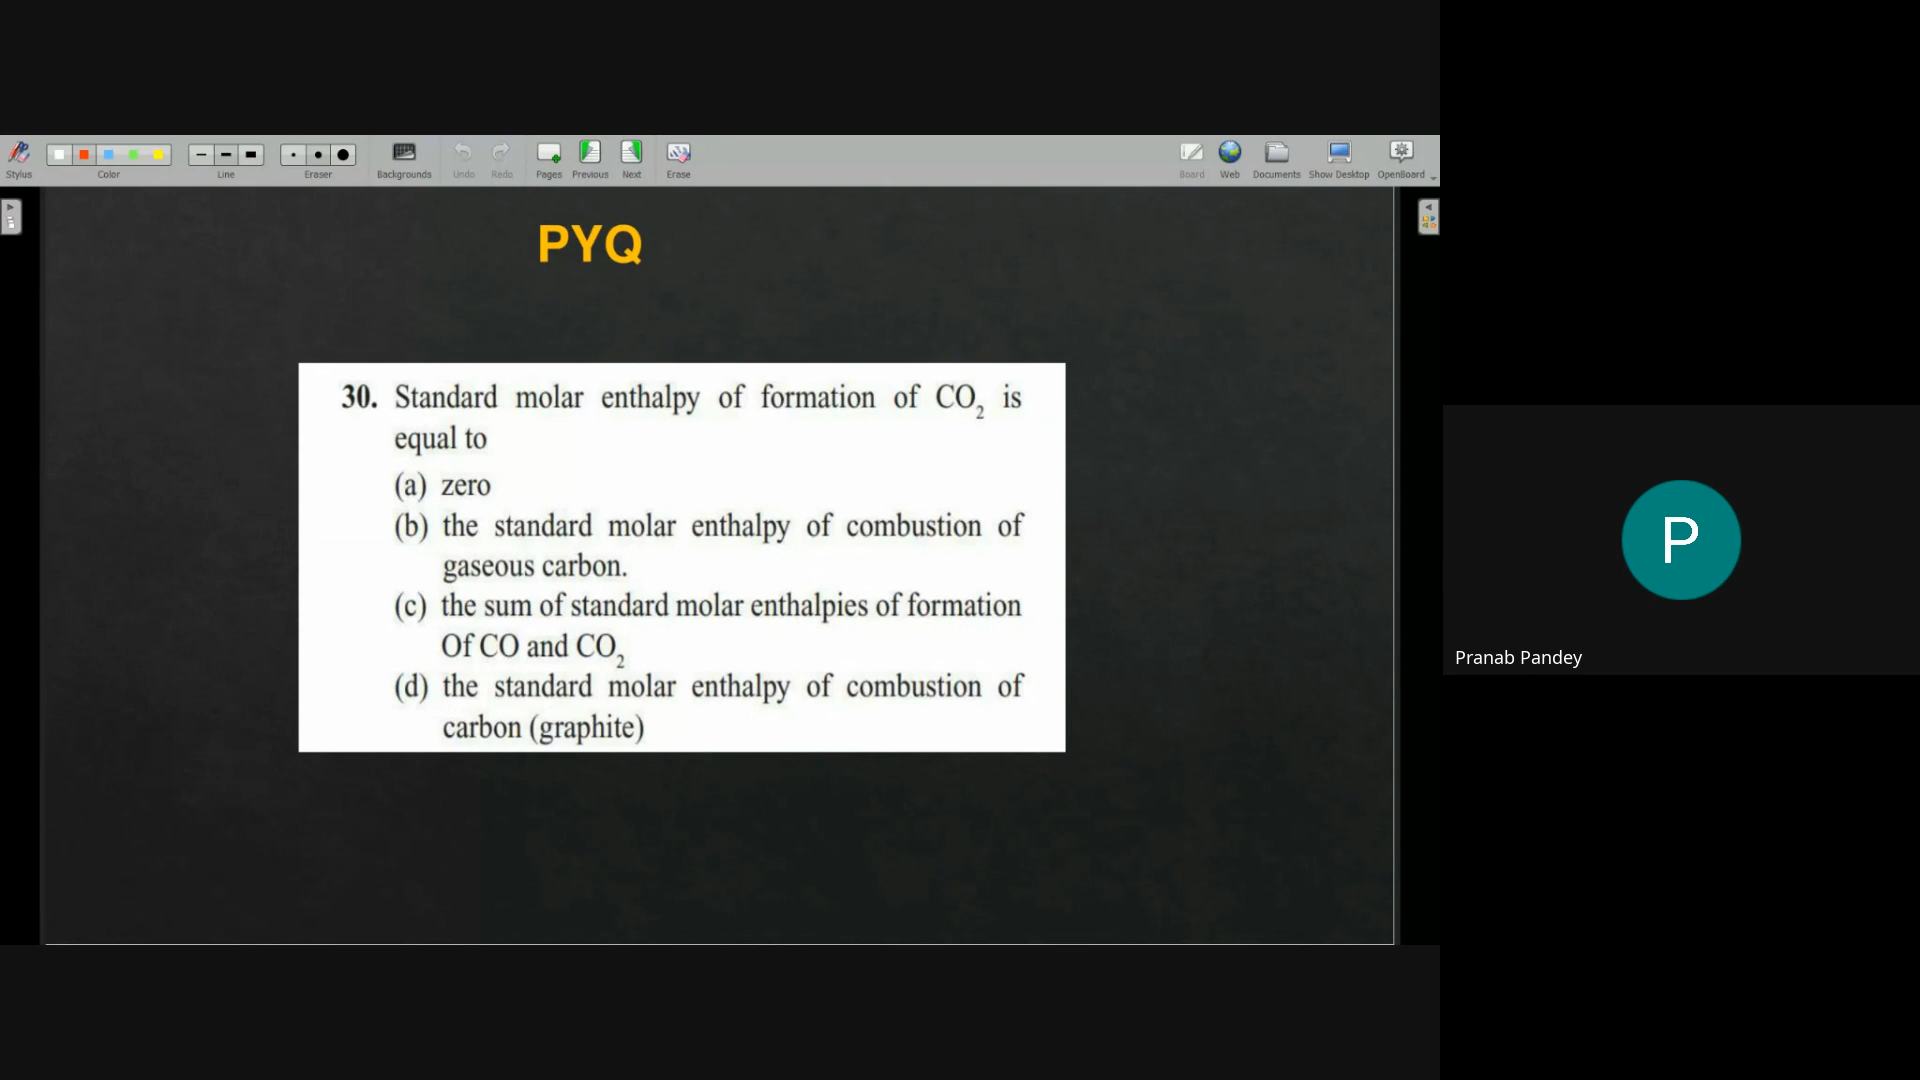 Stylus
Color
Line
Eraser
Backgrounds
Undo
Redo
Pages
Previous
Next
Erase
Board
Web
Documents
Show Desktop
OpenBoard
PYQ
30. Standard molar enthalpy of formation of CO₂ is
equal to
(a) zero
(b) the standard molar enthalpy of combustion of
gaseous carbon.
(c) the sum of standard molar enthalpies of formation
Of CO and CO₂
(d) the standard molar enthalpy of combustion of
carbon (graphite)
P
Pranab Pandey